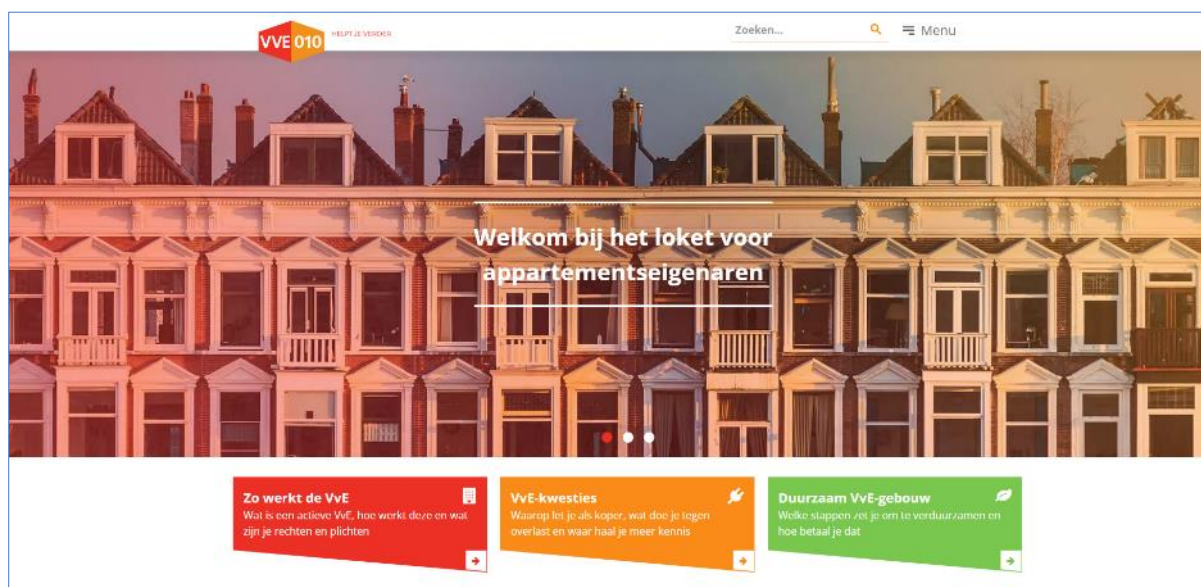 VVE 010
HELPT JE VERDER
Zoeken...
Menu
Welkom bij het loket voor
appartementseigenaren
Zo werkt de VvE
Wat is een actieve VvE, hoe werkt deze en wat
zijn je rechten en plichten
VvE-kwesties
Waarop let je als koper, wat doe je tegen
overlast en waar haal je meer kennis
Duurzaam VvE-gebouw
Welke stappen zet je om te verduurzamen en
hoe betaal je dat